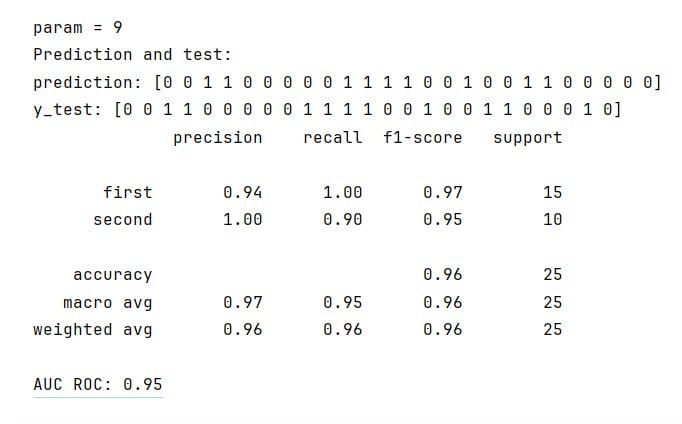 param = 9
Prediction and test:
prediction: [0 0 1 1 0 0 0 0 0 1 1 1 1 0 0 1 0 0 1 1 0 0 0 0 0]
y_test: [0 0 1 1 0 0 0 0 0 1 1 1 1 0 0 1 0 0 1 1 0 0 0 1 0]
precision recall f1-score support
first 0.94 1.00 0.97 15
second 1.00 0.90 0.95 10
accuracy 0.96 25
macro avg 0.97 0.95 0.96 25
weighted avg 0.96 0.96 0.96 25
AUC ROC: 0.95